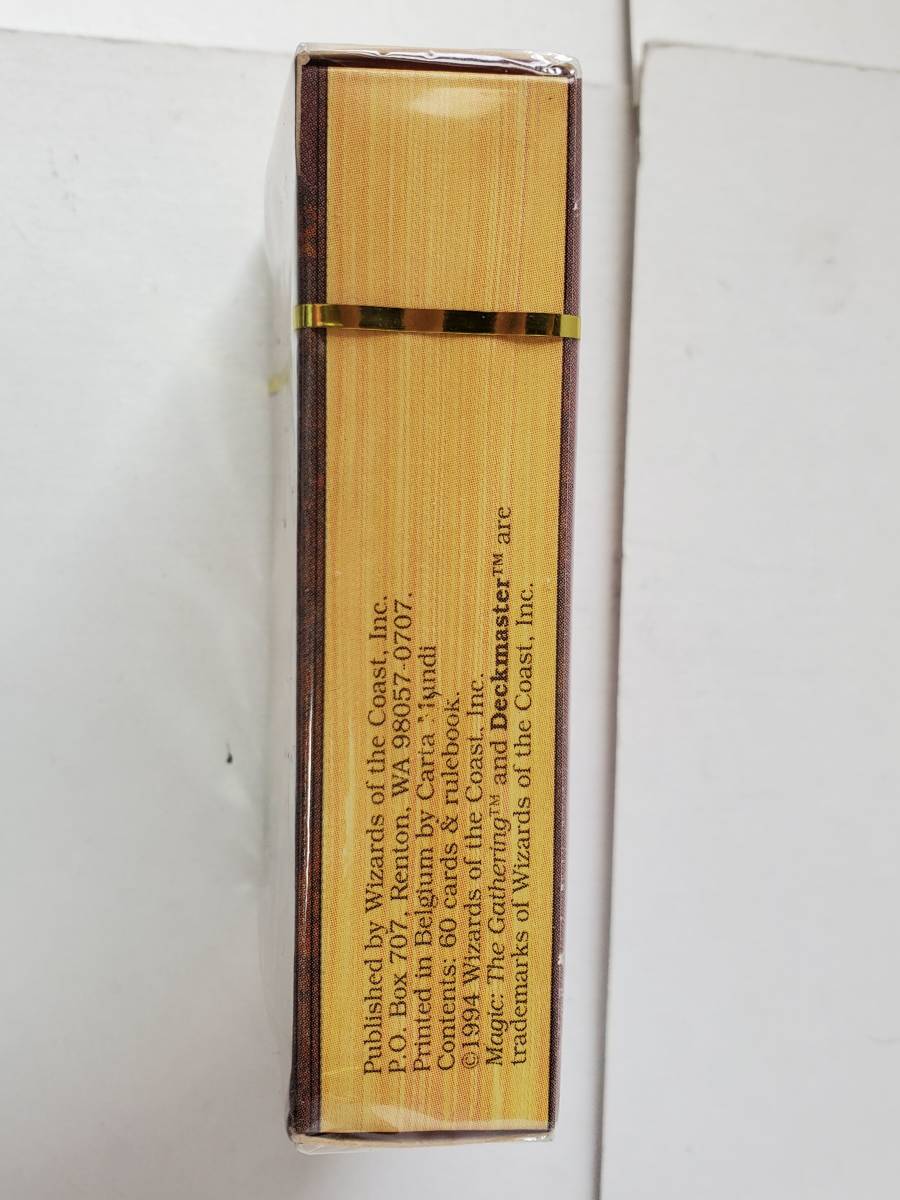 Published by Wizards of the Coast, Inc.
P.O. Box 707, Renton, WA 98057-0707.
Printed in Belgium by Carta Mundi
Contents: 60 cards & rulebook.
©1994 Wizards of the Coast, Inc.
Magic: The Gathering™ and Deckmaster™ are
trademarks of Wizards of the Coast, Inc.